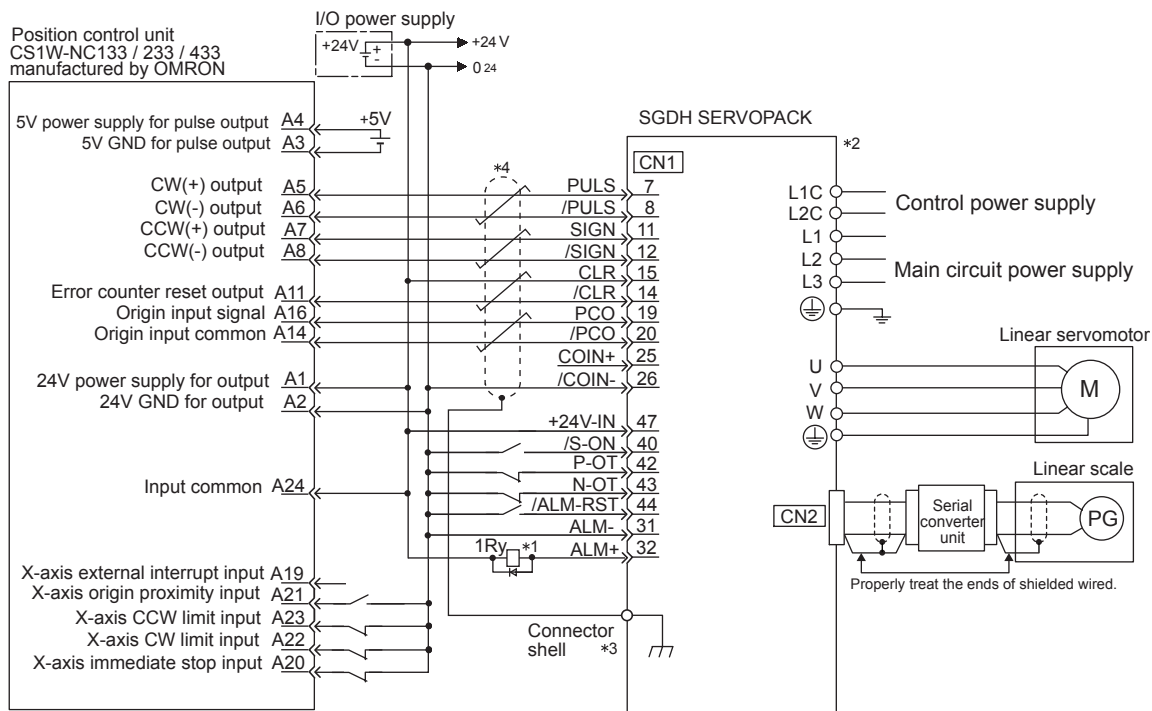 I/O power supply
Position control unit
CS1W-NC133 / 233 / 433
manufactured by OMRON
+24V
+
-
+24 V
0 24
5V power supply for pulse output A4
+5V
5V GND for pulse output A3
CW(+) output A5
CW(-) output A6
CCW(+) output A7
CCW(-) output A8
Error counter reset output A11
Origin input signal A16
Origin input common A14
24V power supply for output A1
24V GND for output A2
Input common A24
X-axis external interrupt input A19
X-axis origin proximity input A21
X-axis CCW limit input A23
X-axis CW limit input A22
X-axis immediate stop input A20
*4
SGDH SERVOPACK
*2
CN1
PULS 7
/PULS 8
SIGN 11
/SIGN 12
CLR 15
/CLR 14
PCO 19
/PCO 20
COIN+ 25
/COIN- 26
+24V-IN 47
/S-ON 40
P-OT 42
N-OT 43
/ALM-RST 44
ALM- 31
1Ry *1 ALM+ 32
Connector
shell *3
L1C
L2C
Control power supply
L1
L2
L3
Main circuit power supply
Linear servomotor
U
V
W
M
Linear scale
CN2
Serial
converter
unit
PG
Properly treat the ends of shielded wired.